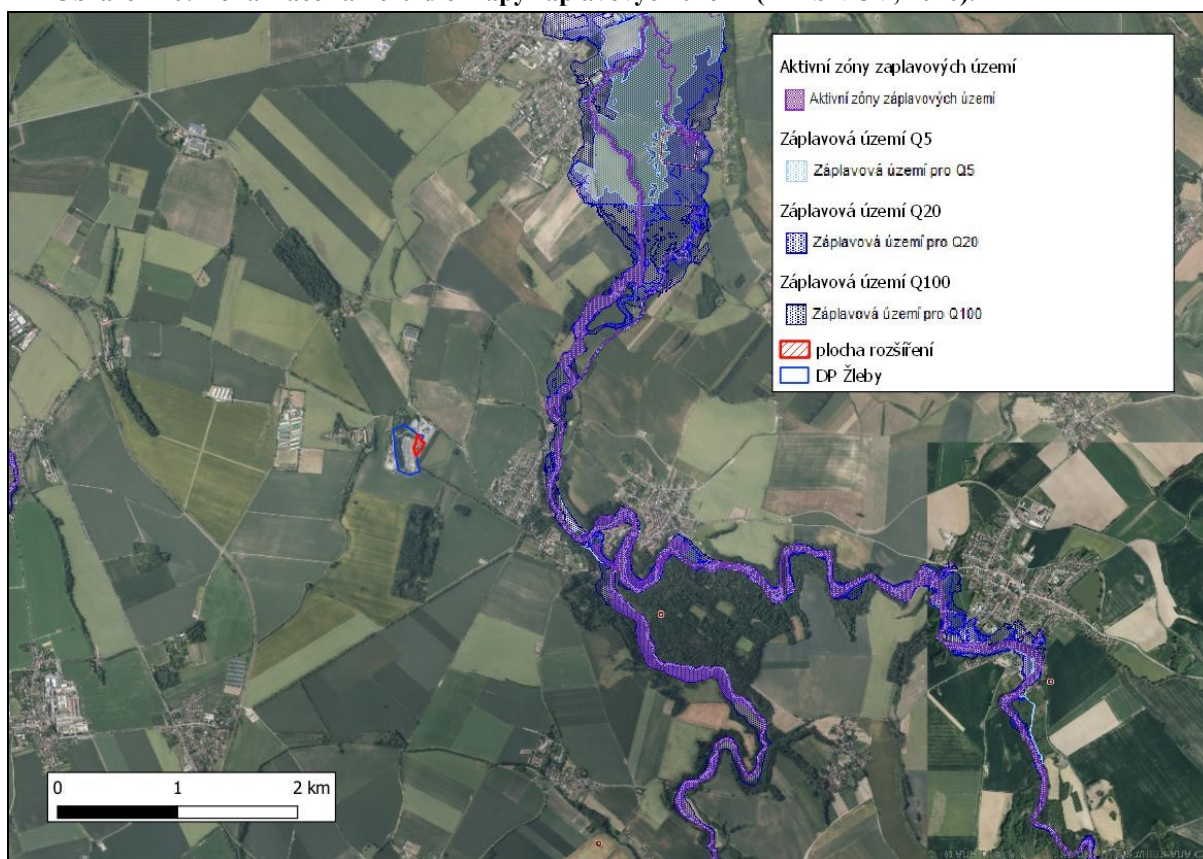 Aktivní zóny zaplavových území
Aktivní zóny záplavových území
Záplavová území Q5
Záplavová území pro Q5
Záplavová území Q20
Záplavová území pro Q20
Záplavová území Q100
Záplavová území pro Q100
plocha rozšíření
DP Žleby
0 1 2 km